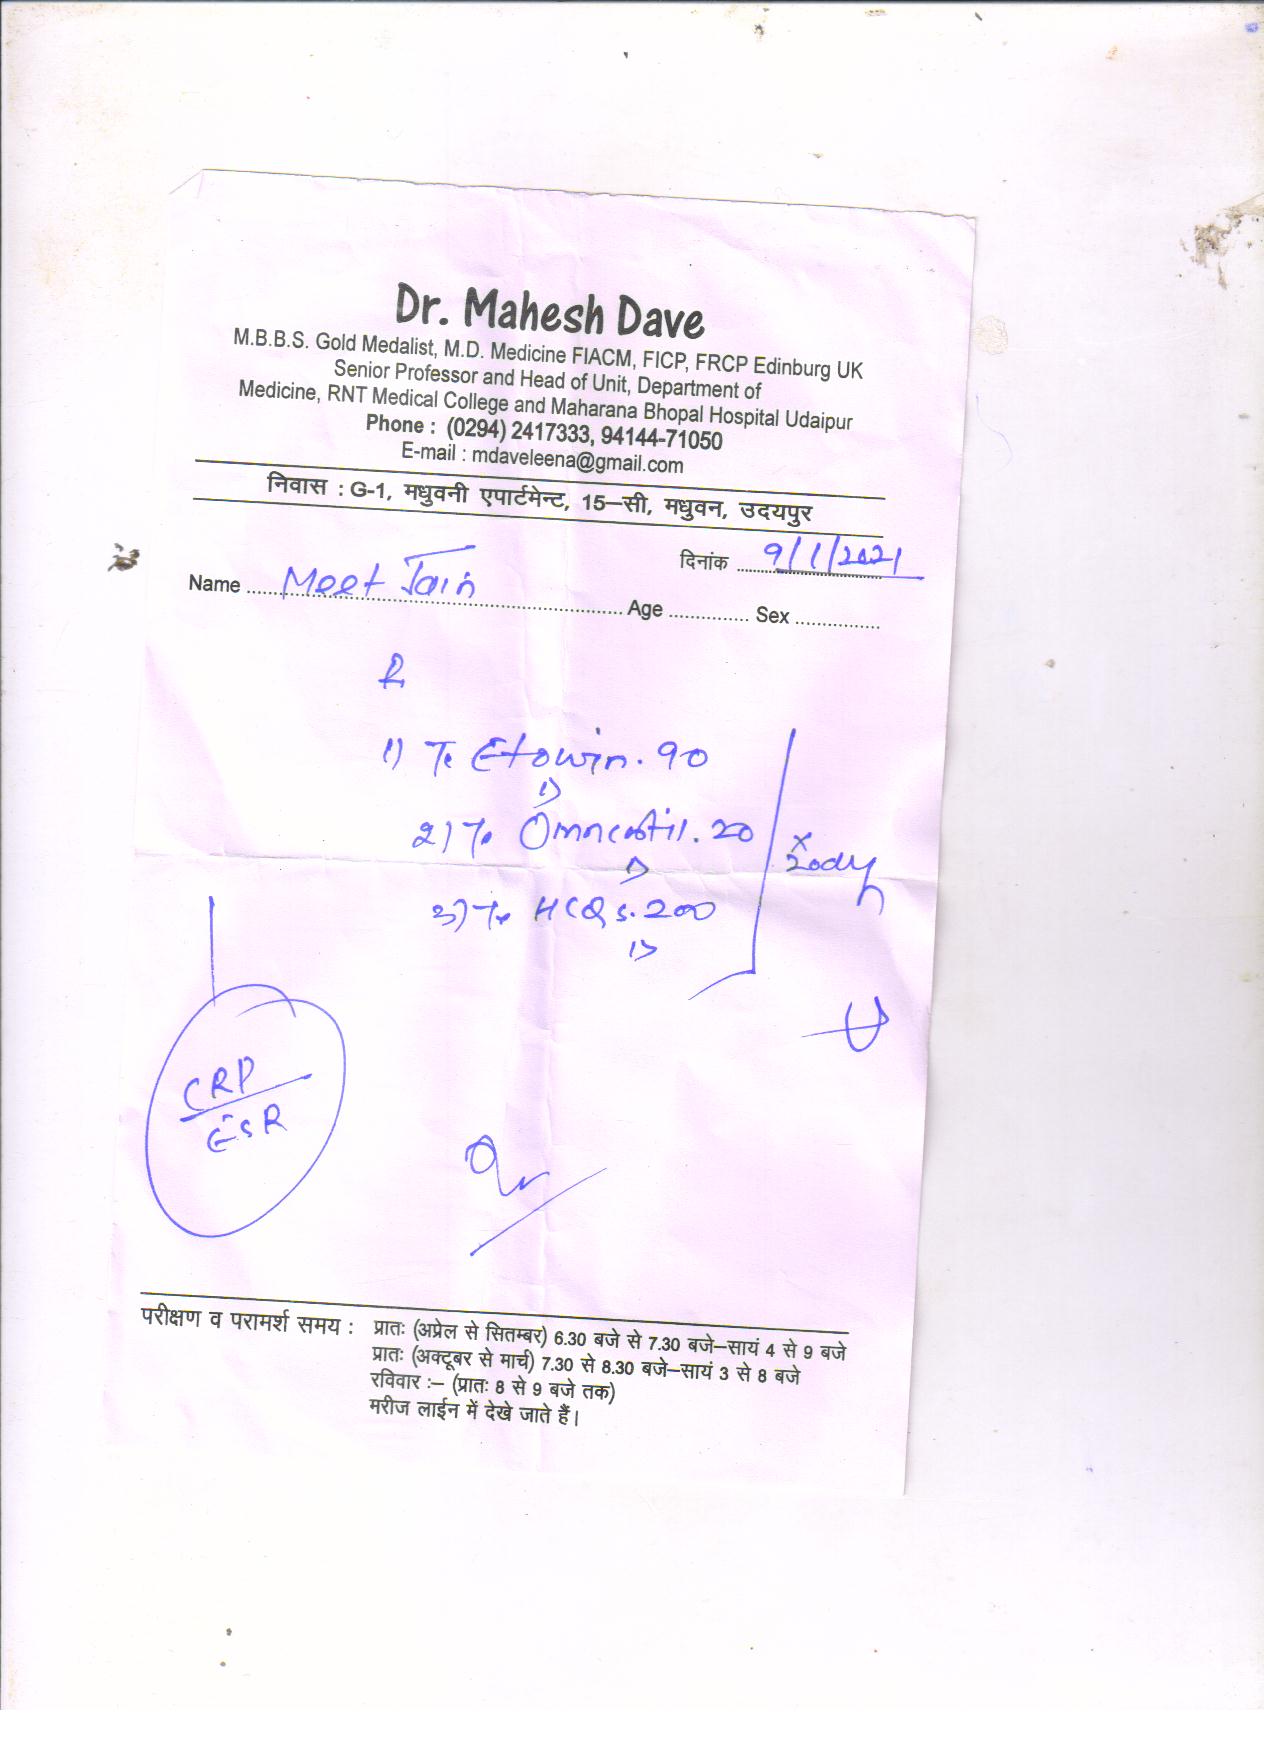 Dr. Mahesh Dave
M.B.B.S. Gold Medalist, M.D. Medicine FIACM, FICP, FRCP Edinburg UK
Senior Professor and Head of Unit, Department of
Medicine, RNT Medical College and Maharana Bhopal Hospital Udaipur
Phone : (0294) 2417333, 94144-71050
E-mail : mdaveleena@gmail.com
निवास : G-1, मधुवनी एपार्टमेन्ट, 15–सी, मधुवन, उदयपुर
दिनांक 9/1/2021
Name Meet Jain Age Sex
1) T. Etowin. 90
2) T. Omnacortil. 20
3) T. HCQs. 200
CRP
ESR
परीक्षण व परामर्श समय : प्रातः (अप्रेल से सितम्बर) 6.30 बजे से 7.30 बजे–सायं 4 से 9 बजे
प्रातः (अक्टूबर से मार्च) 7.30 से 8.30 बजे–सायं 3 से 8 बजे
रविवार :– (प्रातः 8 से 9 बजे तक)
मरीज लाईन में देखे जाते हैं।